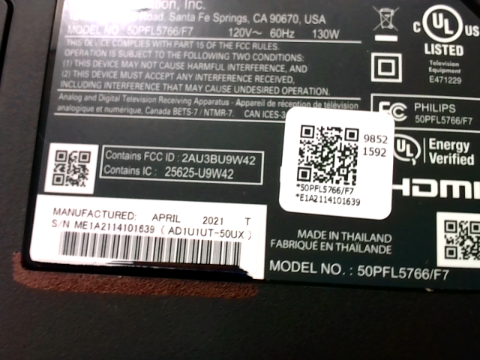 tion, Inc.
Road, Santa Fe Springs, CA 90670, USA
MODEL NO : 50PFL5766/F7 120V~ 60Hz 130W
THIS DEVICE COMPLIES WITH PART 15 OF THE FCC RULES.
OPERATION IS SUBJECT TO THE FOLLOWING TWO CONDITIONS:
(1) THIS DEVICE MAY NOT CAUSE HARMFUL INTERFERENCE, AND
(2) THIS DEVICE MUST ACCEPT ANY INTERFERENCE RECEIVED,
INCLUDING INTERFERENCE THAT MAY CAUSE UNDESIRED OPERATION.
Analog and Digital Television Receiving Apparatus - Appareil de réception de télévision
analogique et numérique, Canada BETS-7 / NTMR-7. CAN ICES-3
C UL US
LISTED
Television
Equipment
E471229
FC PHILIPS
50PFL5766/F7
UL Energy
Verified
HDMI
Contains FCC ID : 2AU3BU9W42
Contains IC : 25625-U9W42
9852
1592
*50PFL5766/F7
*E1A2114101639
MANUFACTURED: APRIL 2021 T
S/N ME1A2114101639 ( AD1U1UT-50UX )
MADE IN THAILAND
FABRIQUÉ EN THAÏLANDE
MODEL NO. : 50PFL5766/F7